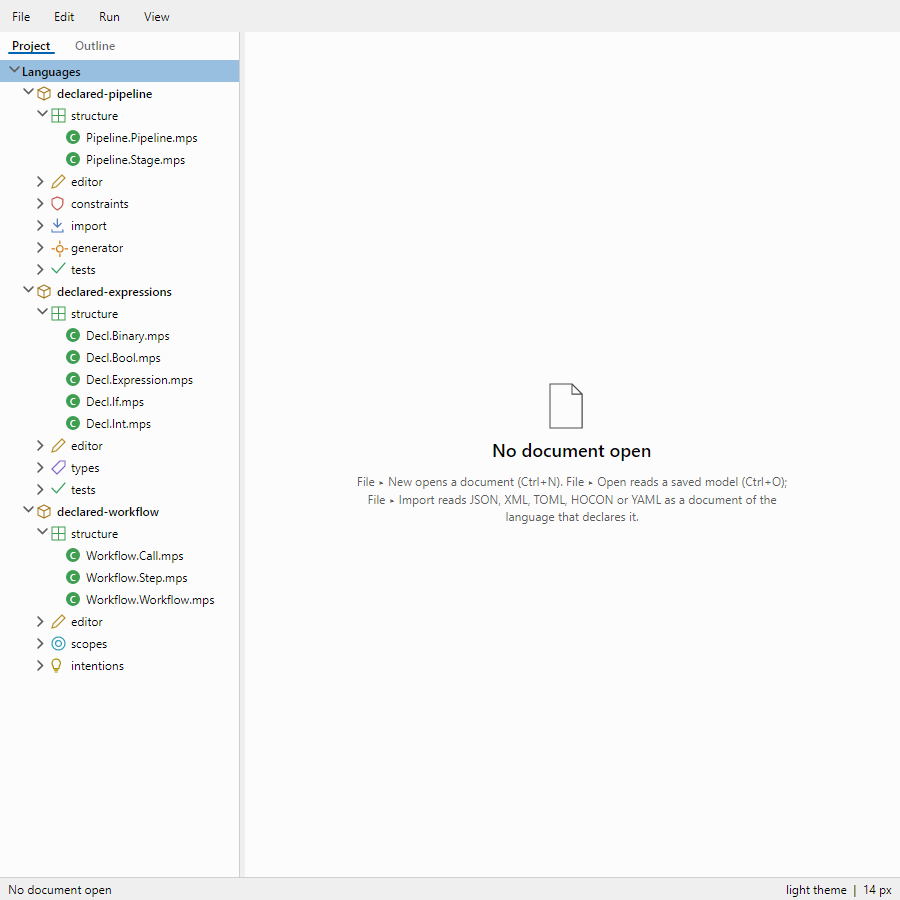 File Edit Run View
Project Outline
Languages
declared-pipeline
structure
Pipeline.Pipeline.mps
Pipeline.Stage.mps
editor
constraints
import
generator
tests
declared-expressions
structure
Decl.Binary.mps
Decl.Bool.mps
Decl.Expression.mps
Decl.If.mps
Decl.Int.mps
editor
types
tests
declared-workflow
structure
Workflow.Call.mps
Workflow.Step.mps
Workflow.Workflow.mps
editor
scopes
intentions
No document open
File ▸ New opens a document (Ctrl+N). File ▸ Open reads a saved model (Ctrl+O);
File ▸ Import reads JSON, XML, TOML, HOCON or YAML as a document of the
language that declares it.
No document open
light theme | 14 px